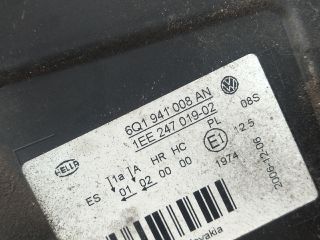 6Q1 941 008 AN
1EE 247 019-02
08S
HELLA
1a A HR HC PL E1 12.5
ES 01 02 00 00 1974
2006-12-06
Slovakia